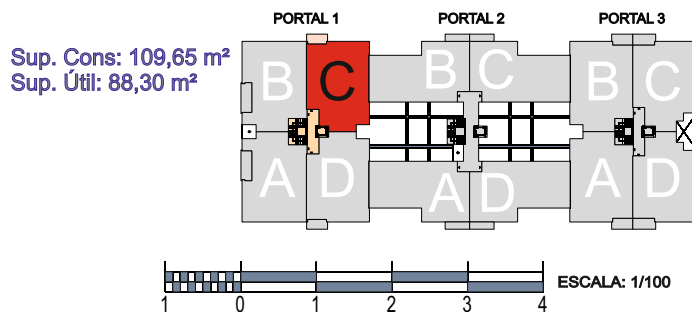 PORTAL 1 PORTAL 2 PORTAL 3
Sup. Cons: 109,65 m²
Sup. Útil: 88,30 m²
B C B C B C
A D A D A D
ESCALA: 1/100
1 0 1 2 3 4